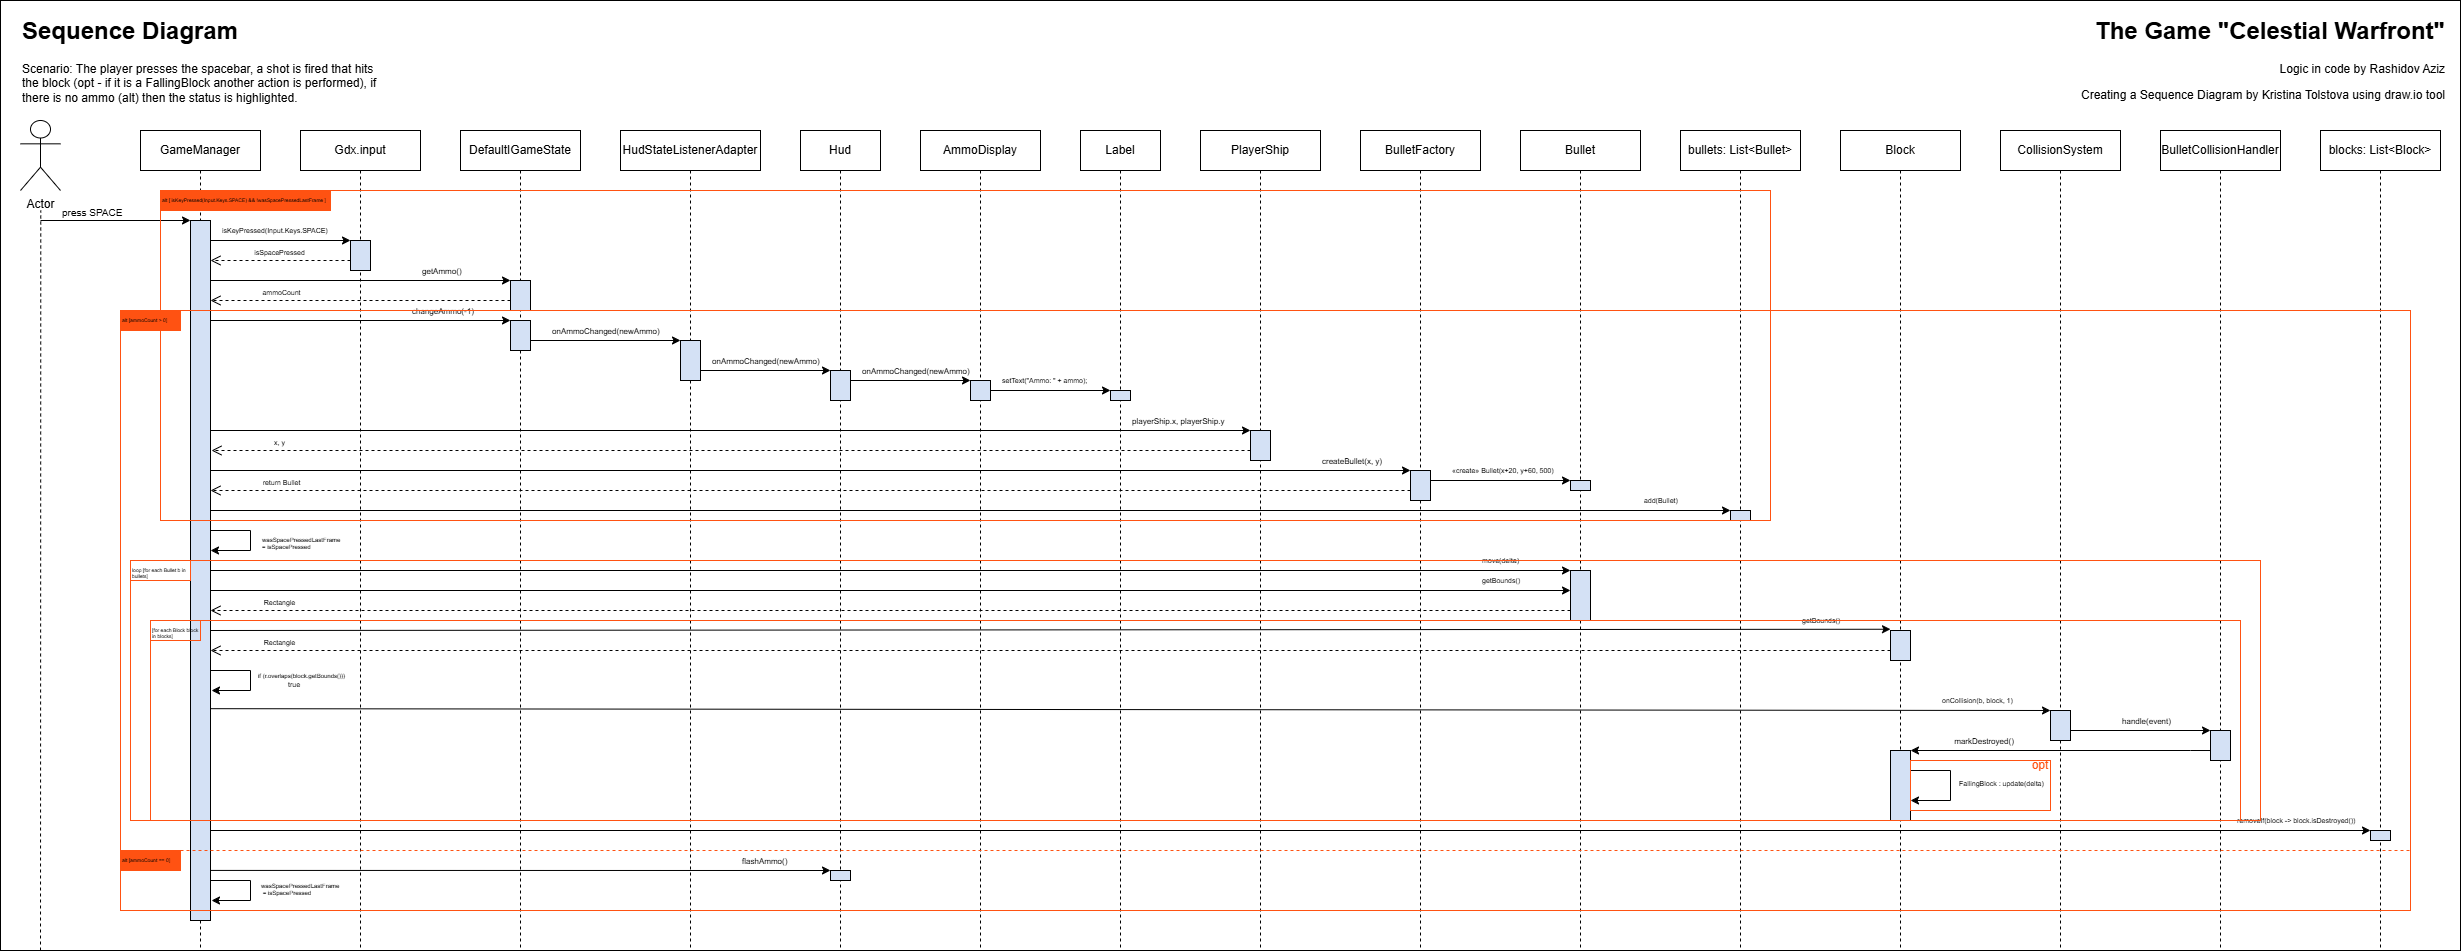 Sequence Diagram
The Game "Celestial Warfront"
Scenario: The player presses the spacebar, a shot is fired that hits
the block (opt - if it is a FallingBlock another action is performed), if
there is no ammo (alt) then the status is highlighted.
Logic in code by Rashidov Aziz
Creating a Sequence Diagram by Kristina Tolstova using draw.io tool
Actor
GameManager
Gdx.input
DefaultIGameState
HudStateListenerAdapter
Hud
AmmoDisplay
Label
PlayerShip
BulletFactory
Bullet
bullets: List<Bullet>
Block
CollisionSystem
BulletCollisionHandler
blocks: List<Block>
alt [ isKeyPressed(Input.Keys.SPACE) && !wasSpacePressedLastFrame ]
press SPACE
isKeyPressed(Input.Keys.SPACE)
isSpacePressed
getAmmo()
ammoCount
alt [ammoCount > 0]
changeAmmo(-1)
onAmmoChanged(newAmmo)
onAmmoChanged(newAmmo)
onAmmoChanged(newAmmo)
setText("Ammo: " + ammo);
playerShip.x, playerShip.y
x, y
createBullet(x, y)
«create» Bullet(x+20, y+60, 500)
return Bullet
add(Bullet)
wasSpacePressedLastFrame
= isSpacePressed
loop [for each Bullet b in
bullets]
move(delta)
getBounds()
Rectangle
[for each Block block
in blocks]
getBounds()
Rectangle
if (r.overlaps(block.getBounds()))
true
onCollision(b, block, 1)
handle(event)
markDestroyed()
opt
FallingBlock : update(delta)
removeIf(block -> block.isDestroyed())
alt [ammoCount == 0]
flashAmmo()
wasSpacePressedLastFrame
= isSpacePressed